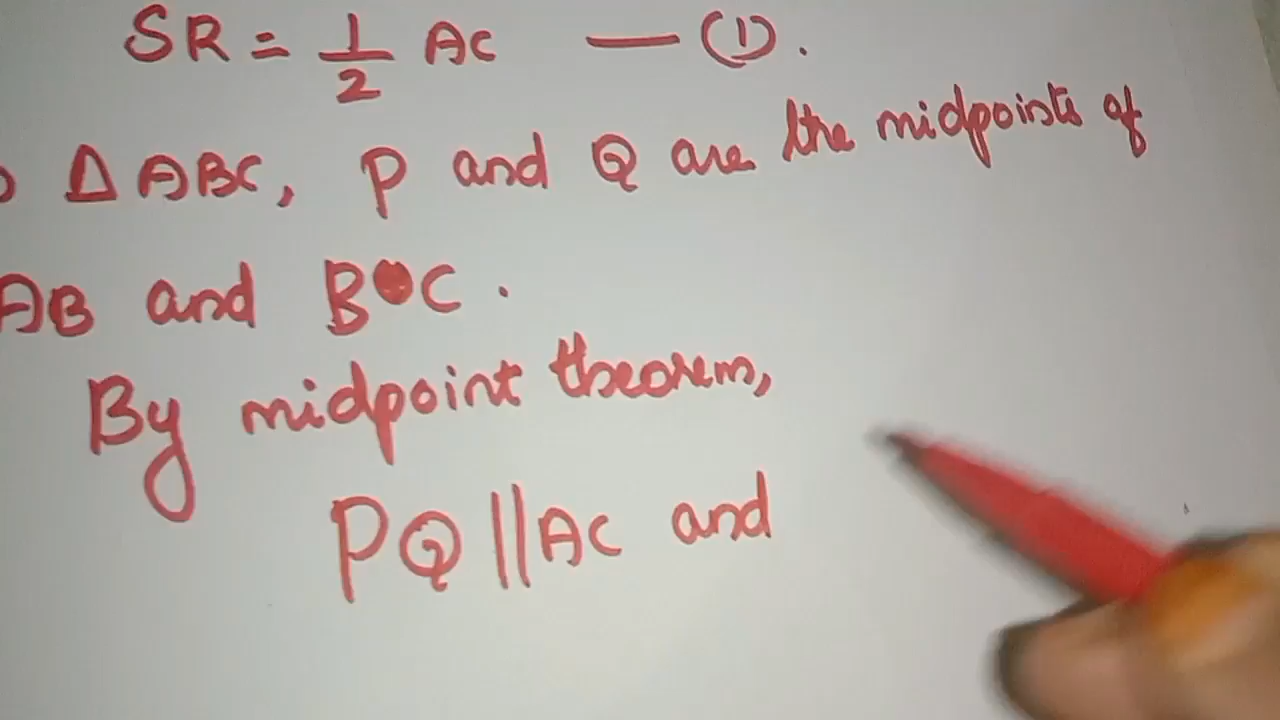 SR = 1/2 AC — (1).
Δ ABC, P and Q are the midpoints of
AB and BC.
By midpoint theorem,
PQ || AC and